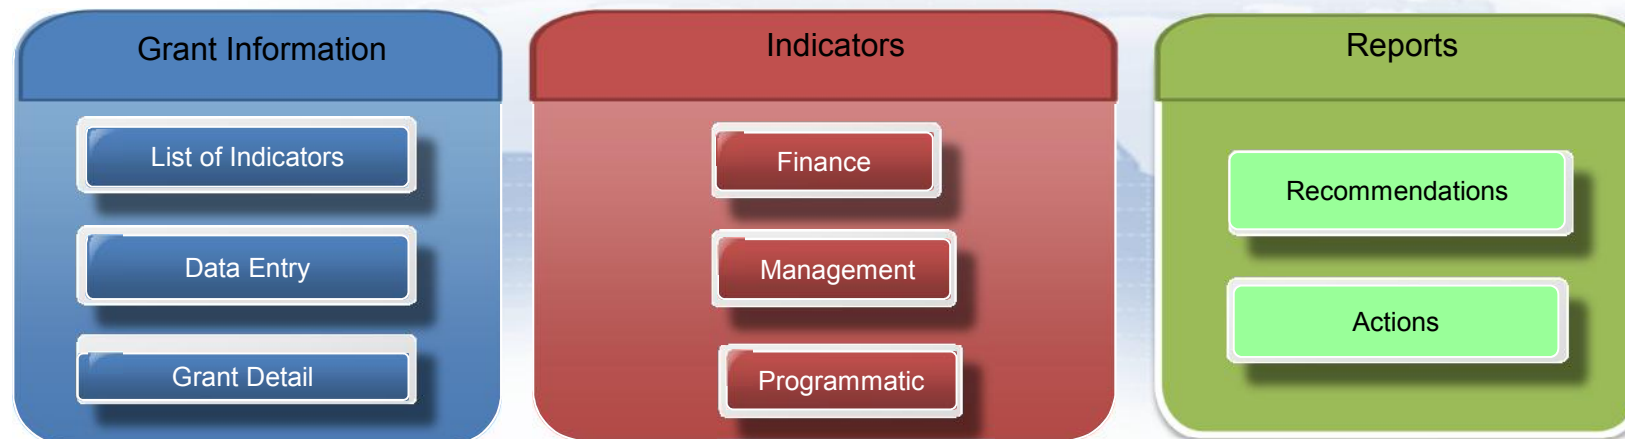 Grant Information
List of Indicators
Data Entry
Grant Detail
Indicators
Finance
Management
Programmatic
Reports
Recommendations
Actions